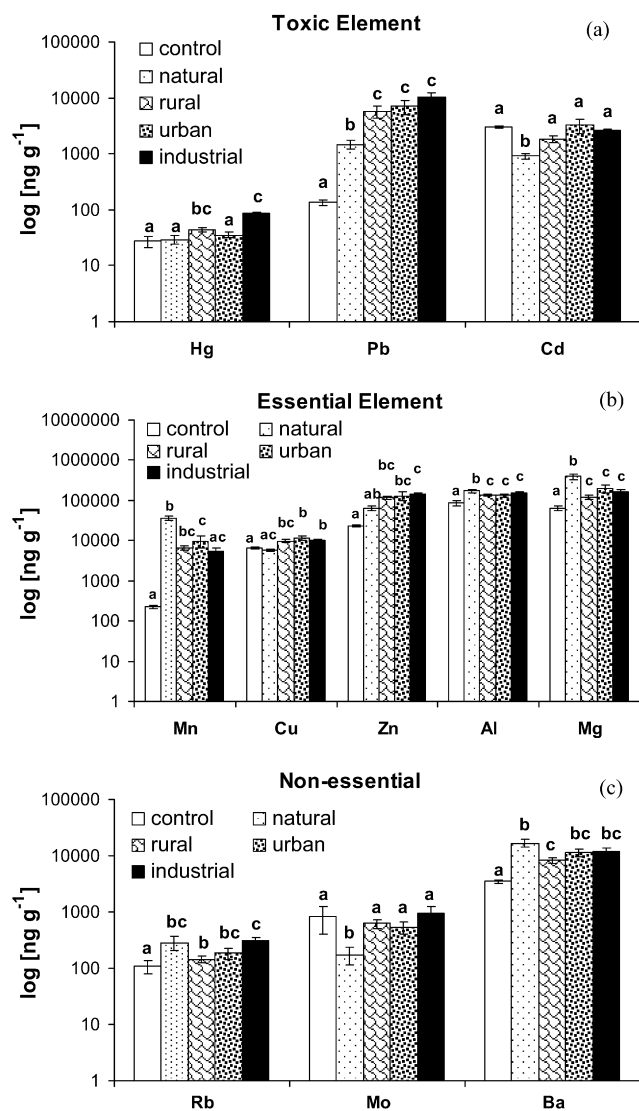 Toxic Element
(a)
control
natural
rural
urban
industrial
log [ng g-1]
100000
10000
1000
100
10
1
a a bc a c
a b c c c
a b a a a
Hg Pb Cd
Essential Element
(b)
control natural
rural urban
industrial
log [ng g-1]
10000000
1000000
100000
10000
1000
100
10
1
a b bc c ac
a ac bc b b
a ab bc bc c
a b c c c
a b c c c
Mn Cu Zn Al Mg
Non-essential
(c)
control natural
rural urban
industrial
log [ng g-1]
100000
10000
1000
100
10
1
a bc b bc c
a b a a a
a b c bc bc
Rb Mo Ba